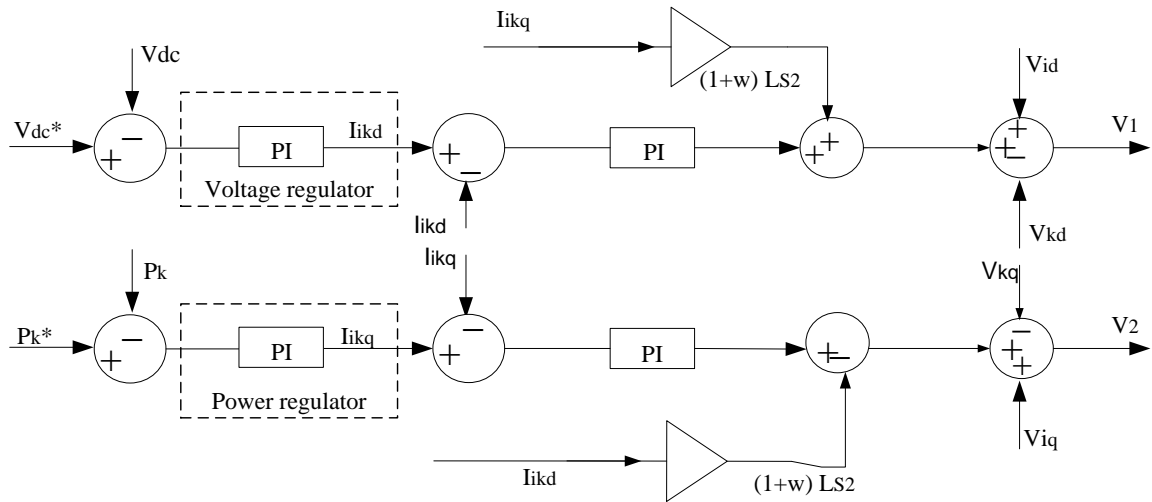 Iikq
Vdc
(1+w) LS2
Vid
Vdc*
−
+
PI
Iikd
Voltage regulator
+
−
Iikd
PI
+
+
+
+
−
V1
Vkd
Iikq
Pk
Vkq
Pk*
−
+
PI
Iikq
Power regulator
−
+
PI
+
−
−
+
+
V2
Viq
Iikd
(1+w) LS2